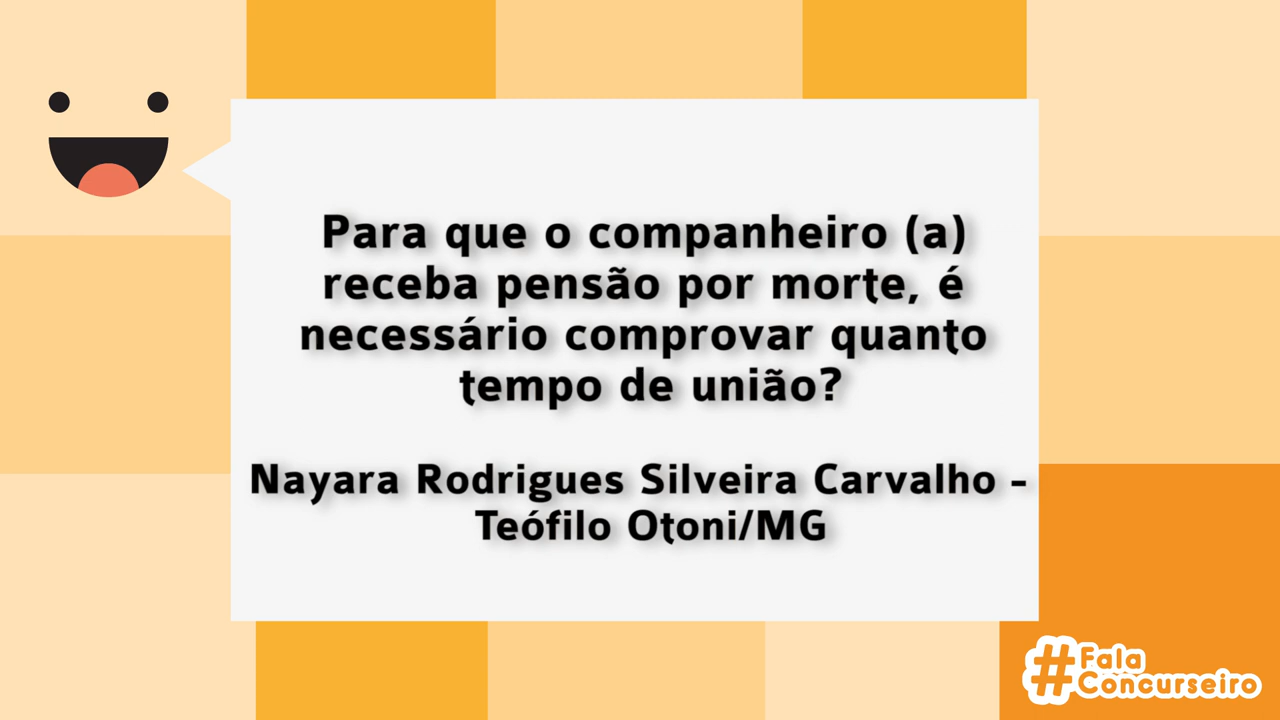 Para que o companheiro (a)
receba pensão por morte, é
necessário comprovar quanto
tempo de união?
Nayara Rodrigues Silveira Carvalho -
Teófilo Otoni/MG
#Fala
Concurseiro